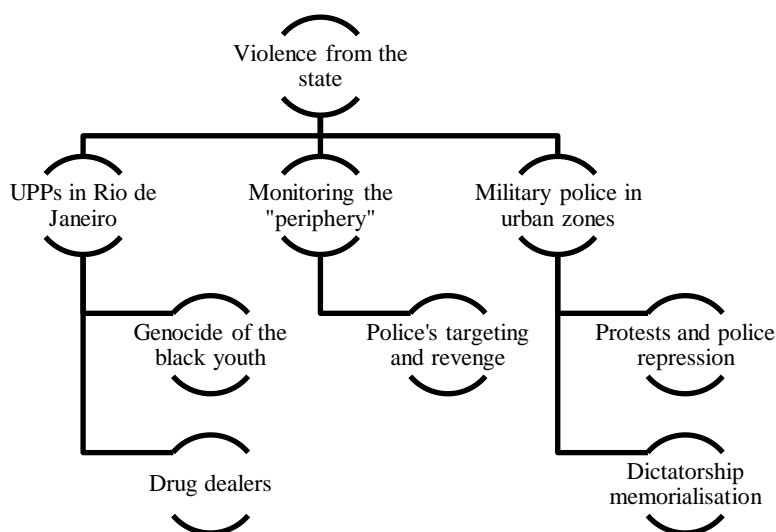 Violence from the
state
UPPs in Rio de
Janeiro
Monitoring the
"periphery"
Military police in
urban zones
Genocide of the
black youth
Police's targeting
and revenge
Protests and police
repression
Drug dealers
Dictatorship
memorialisation